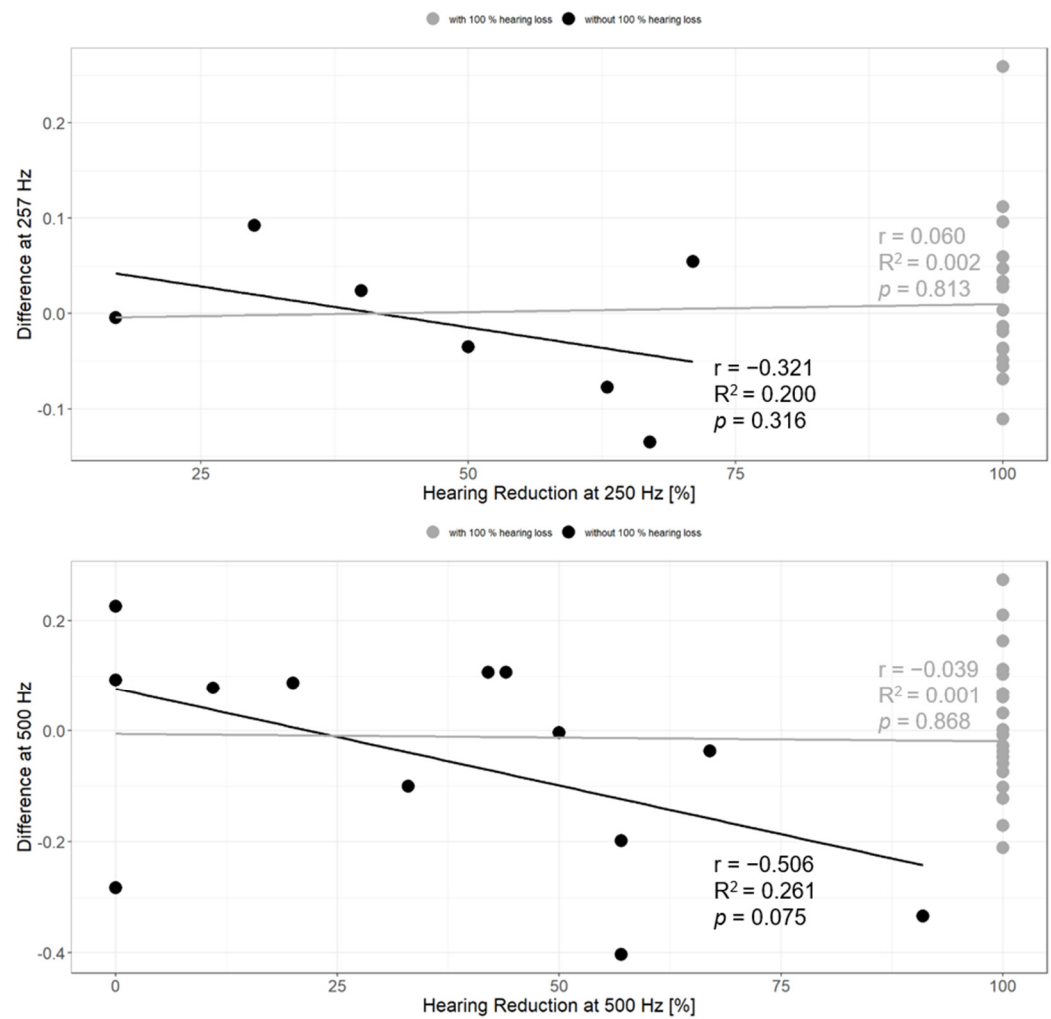 with 100 % hearing loss without 100 % hearing loss
Difference at 257 Hz
0.2
0.1
0.0
-0.1
r = 0.060
R² = 0.002
p = 0.813
r = −0.321
R² = 0.200
p = 0.316
25 50 75 100
Hearing Reduction at 250 Hz [%]
with 100 % hearing loss without 100 % hearing loss
Difference at 500 Hz
0.2
0.0
-0.2
-0.4
r = −0.039
R² = 0.001
p = 0.868
r = −0.506
R² = 0.261
p = 0.075
0 25 50 75 100
Hearing Reduction at 500 Hz [%]